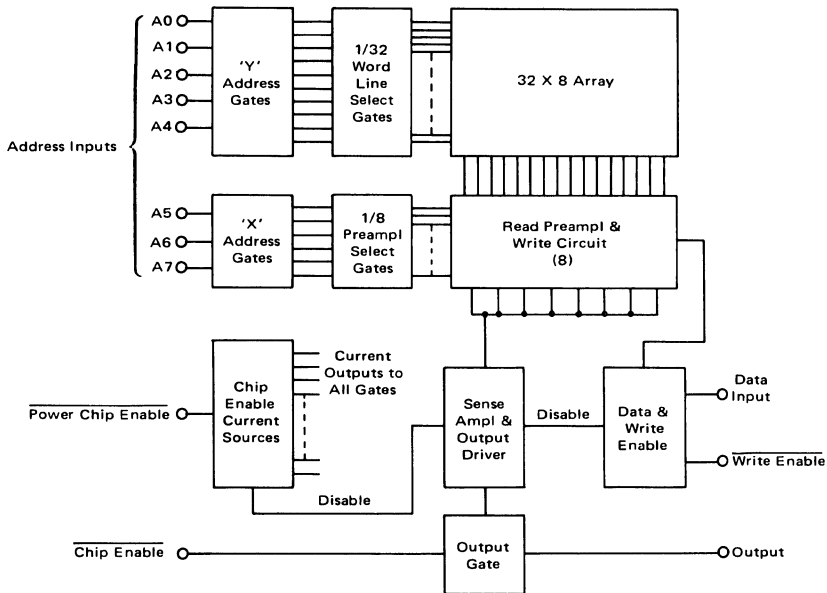 A0
A1
A2
A3
A4
Address Inputs
A5
A6
A7
'Y'
Address
Gates
1/32
Word
Line
Select
Gates
32 X 8 Array
'X'
Address
Gates
1/8
Preampl
Select
Gates
Read Preampl &
Write Circuit
(8)
Power Chip Enable
Chip
Enable
Current
Sources
Current
Outputs to
All Gates
Disable
Sense
Ampl &
Output
Driver
Disable
Data &
Write
Enable
Data
Input
Write Enable
Chip Enable
Output
Gate
Output